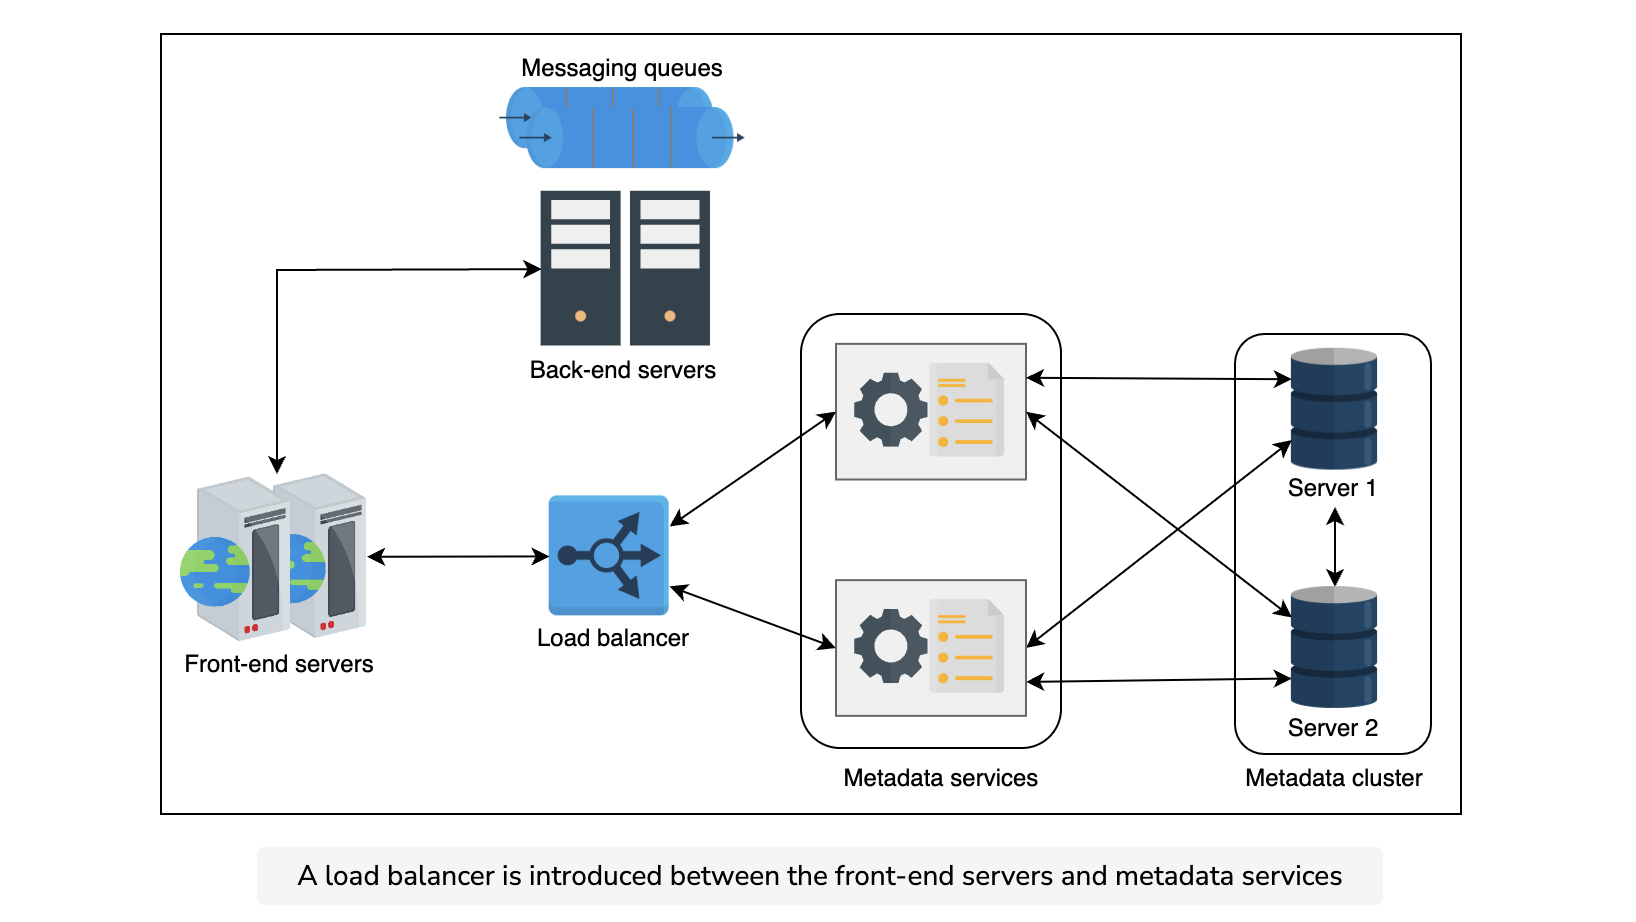 Messaging queues
Back-end servers
Front-end servers
Load balancer
Server 1
Server 2
Metadata services
Metadata cluster
A load balancer is introduced between the front-end servers and metadata services